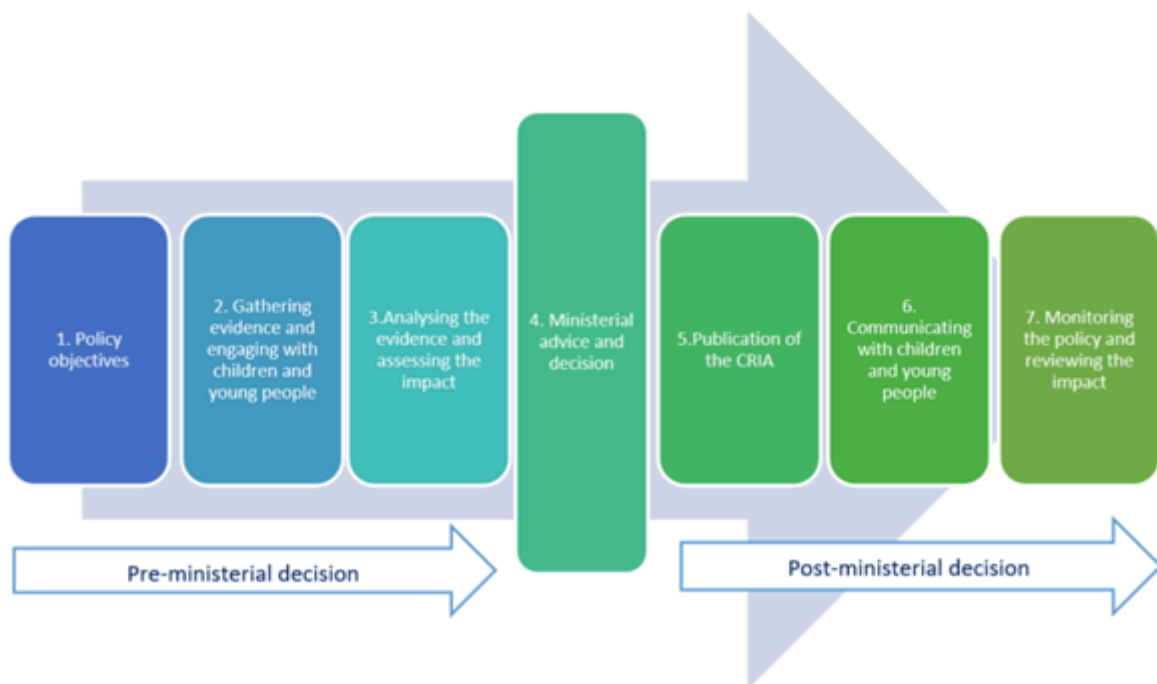 1. Policy
objectives
2. Gathering
evidence and
engaging with
children and
young people
3.Analysing the
evidence and
assessing the
impact
4. Ministerial
advice and
decision
5.Publication of
the CRIA
6.
Communicating
with children
and young
people
7. Monitoring
the policy and
reviewing the
impact
Pre-ministerial decision
Post-ministerial decision